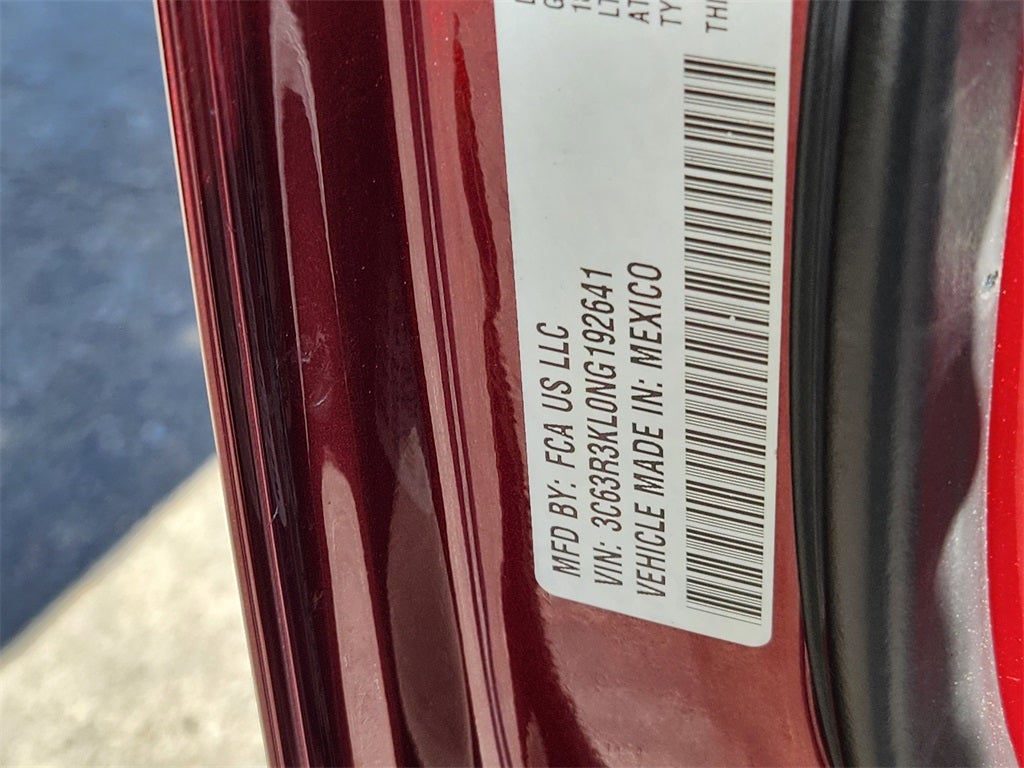 MFD BY: FCA US LLC
VIN: 3C63R3KL0NG192641
VEHICLE MADE IN: MEXICO